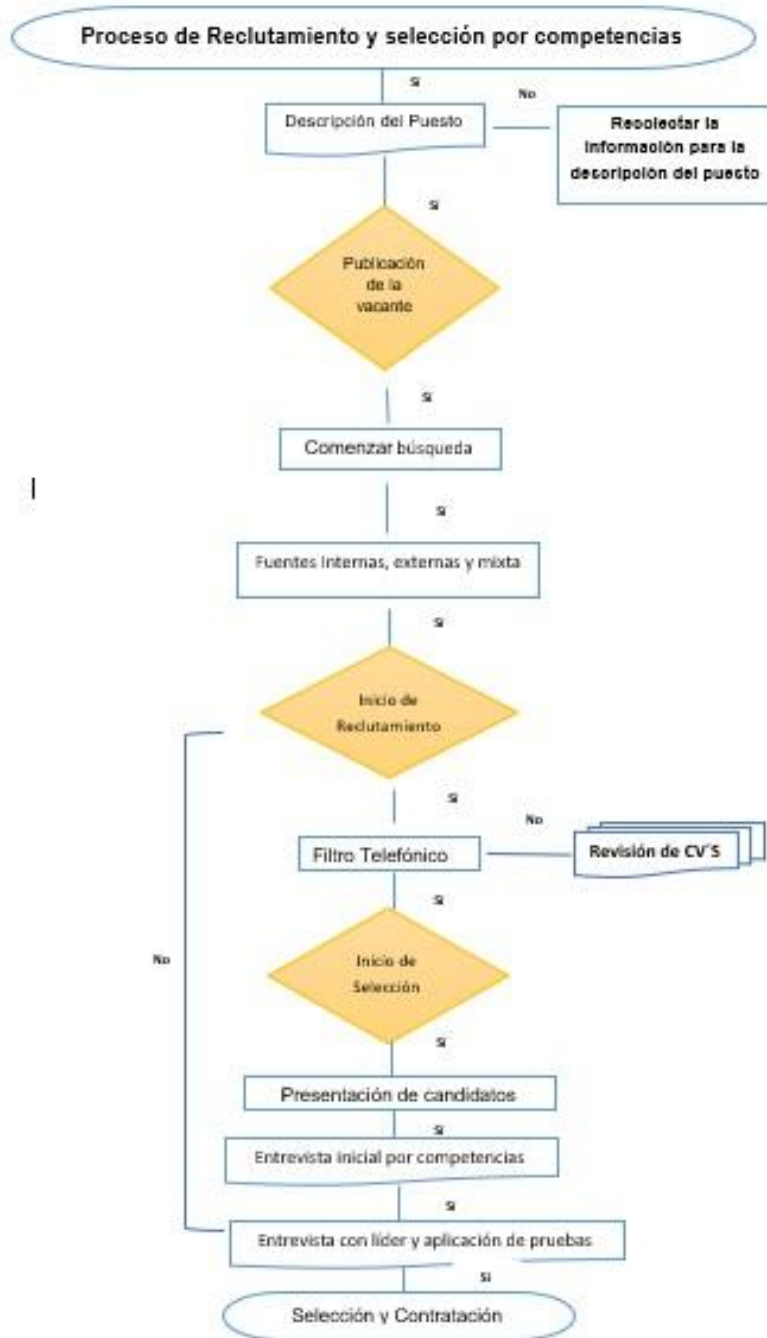 Proceso de Reclutamiento y selección por competencias
Si
No
Descripción del Puesto
Recolectar la
información para la
descripción del puesto
Si
Publicación
de la
vacante
Si
Comenzar búsqueda
Si
Fuentes internas, externas y mixta
Si
Inicio de
Reclutamiento
Si
No
Filtro Telefónico
Revisión de CV´S
Si
No
Inicio de
Selección
Si
Presentación de candidatos
Si
Entrevista inicial por competencias
Si
Entrevista con líder y aplicación de pruebas
Si
Selección y Contratación